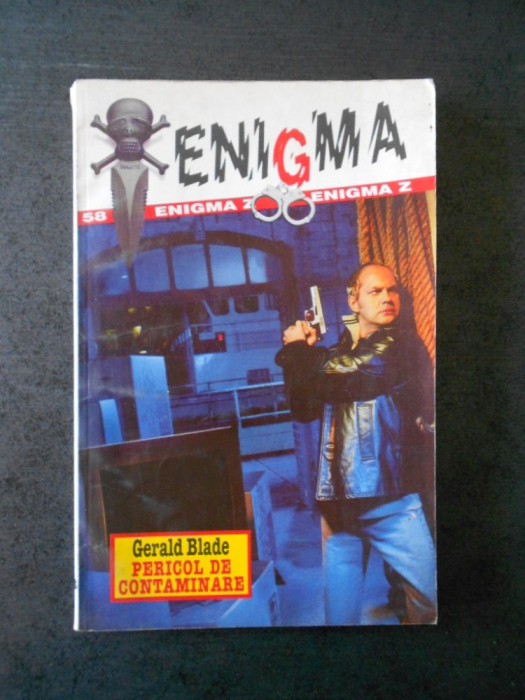 ENIGMA
58 ENIGMA Z ENIGMA Z
Gerald Blade
PERICOL DE
CONTAMINARE